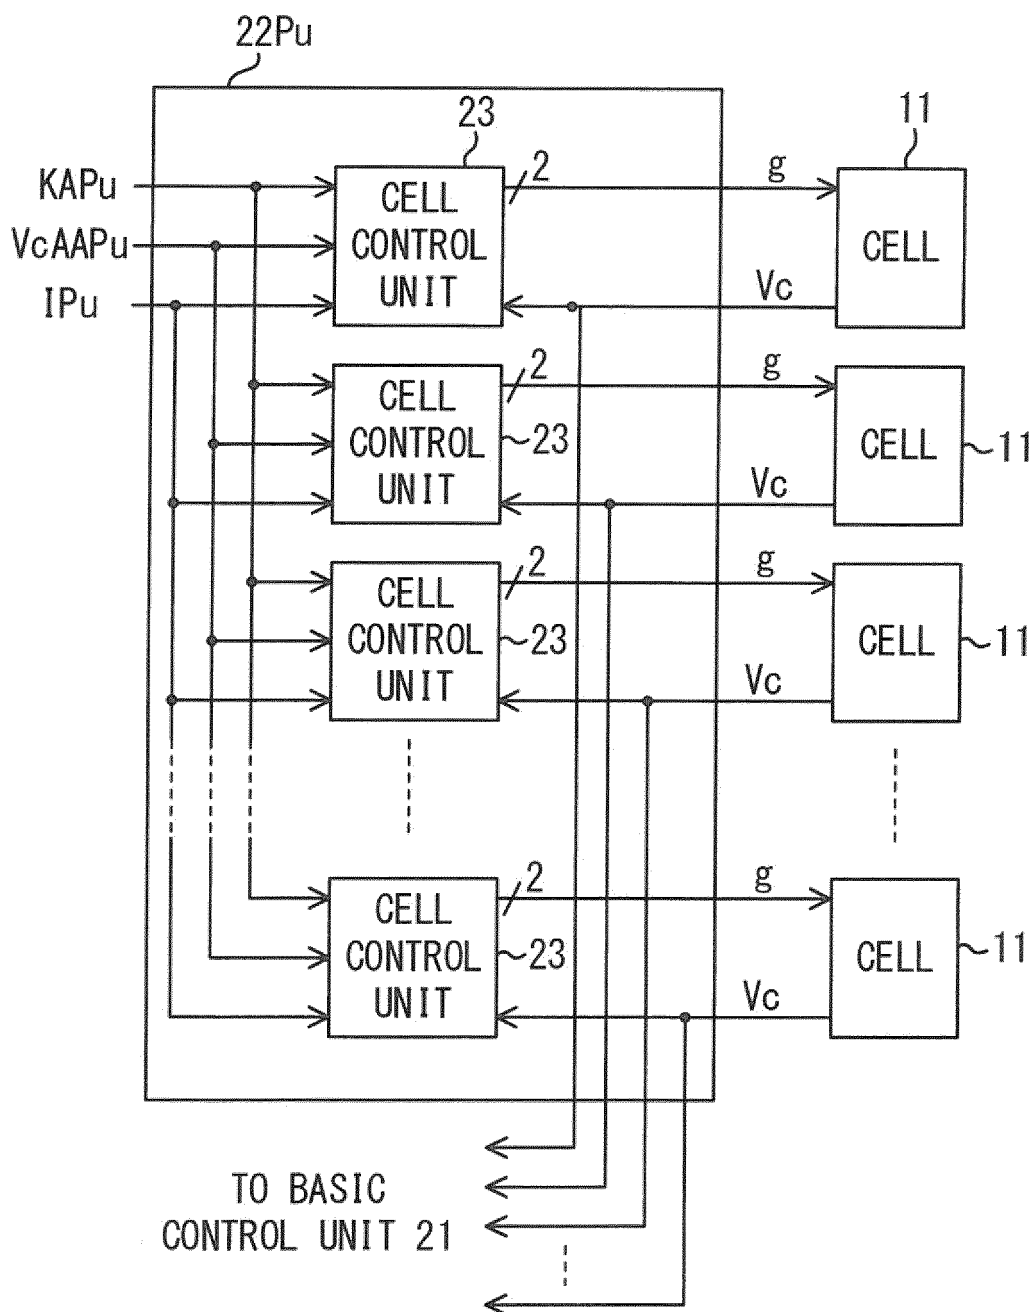 22Pu
23
11
KAPu
VcAAPu
IPu
CELL
CONTROL
UNIT
2
g
Vc
CELL
CELL
CONTROL
UNIT
2
23
g
Vc
CELL
11
CELL
CONTROL
UNIT
2
23
g
Vc
CELL
11
CELL
CONTROL
UNIT
2
23
g
Vc
CELL
11
TO BASIC
CONTROL UNIT 21